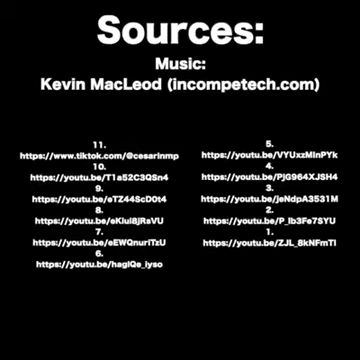 Sources:
Music:
Kevin MacLeod (incompetech.com)
11.
https://www.tiktok.com/@cesarinmp
10.
https://youtu.be/T1a52C3QSn4
9.
https://youtu.be/eTZ44ScD0t4
8.
https://youtu.be/eKiui8jRsVU
7.
https://youtu.be/eEWQnuriTzU
6.
https://youtu.be/haglQe_iyso
5.
https://youtu.be/VYUxzMlnPYk
4.
https://youtu.be/PjG964XJSH4
3.
https://youtu.be/jeNdpA3531M
2.
https://youtu.be/P_lb3Fe7SYU
1.
https://youtu.be/ZJL_8kNFmTI